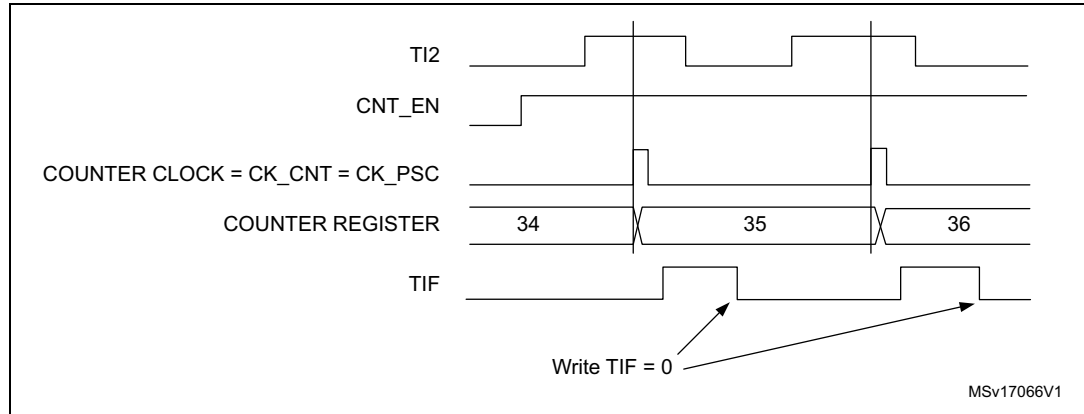 TI2
CNT_EN
COUNTER CLOCK = CK_CNT = CK_PSC
COUNTER REGISTER 34 35 36
TIF
Write TIF = 0
MSv17066V1